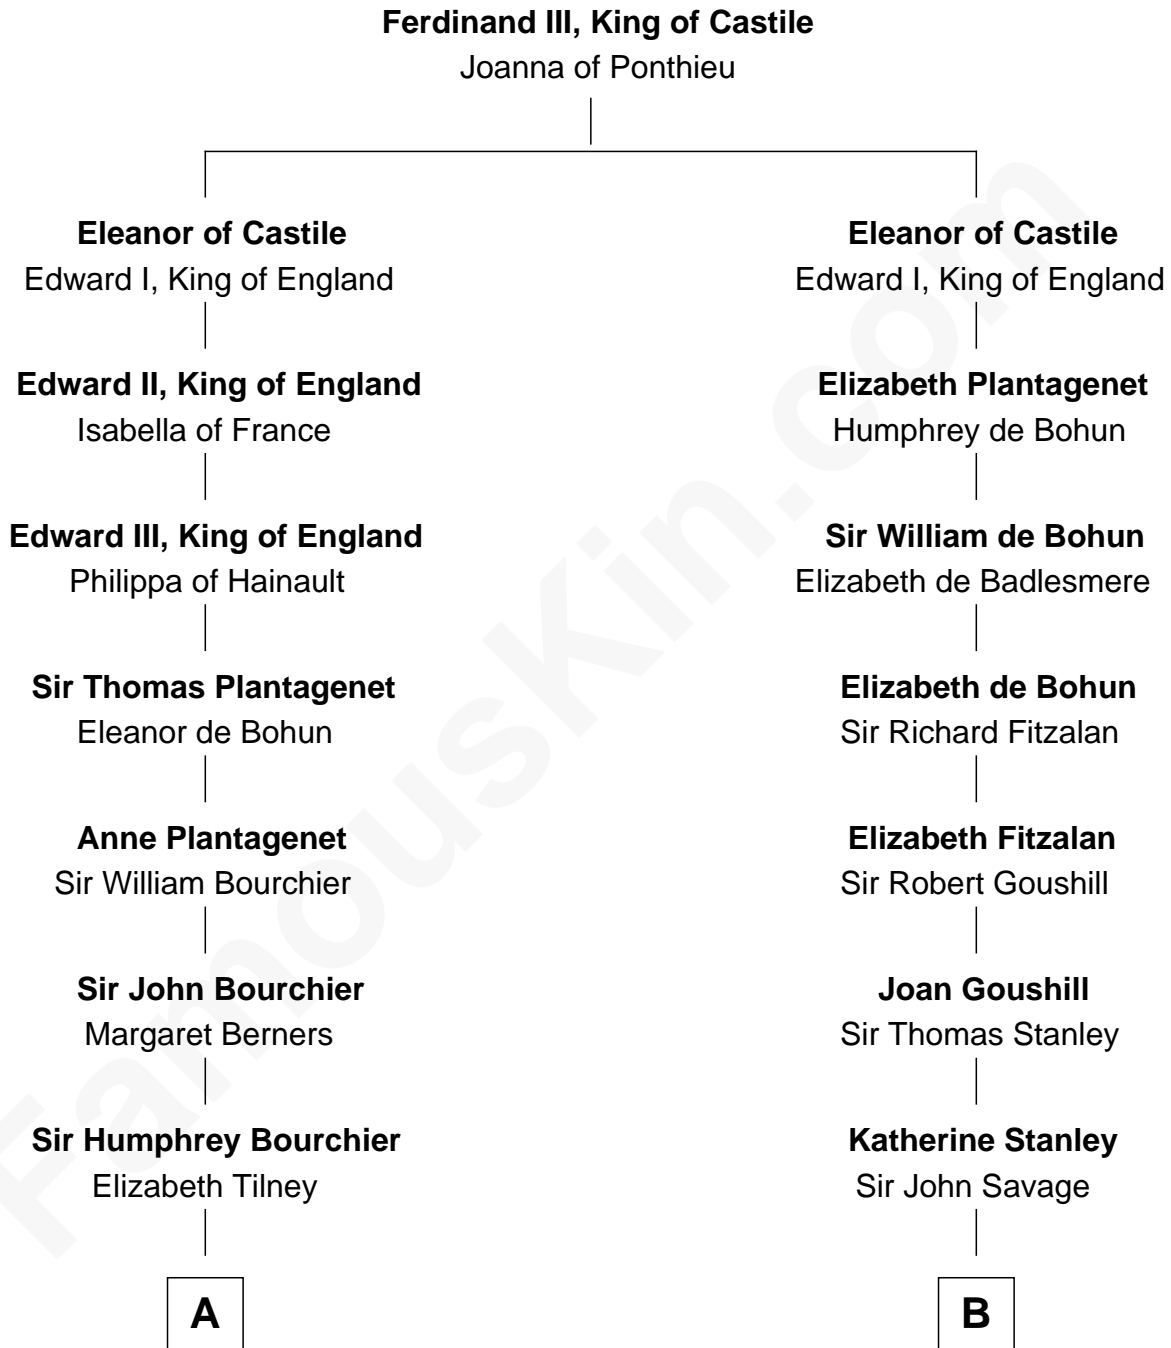 Ferdinand III, King of Castile
Joanna of Ponthieu
Eleanor of Castile
Edward I, King of England
Edward II, King of England
Isabella of France
Edward III, King of England
Philippa of Hainault
Sir Thomas Plantagenet
Eleanor de Bohun
Anne Plantagenet
Sir William Bourchier
Sir John Bourchier
Margaret Berners
Sir Humphrey Bourchier
Elizabeth Tilney
A
Eleanor of Castile
Edward I, King of England
Elizabeth Plantagenet
Humphrey de Bohun
Sir William de Bohun
Elizabeth de Badlesmere
Elizabeth de Bohun
Sir Richard Fitzalan
Elizabeth Fitzalan
Sir Robert Goushill
Joan Goushill
Sir Thomas Stanley
Katherine Stanley
Sir John Savage
B
FamousKin.com